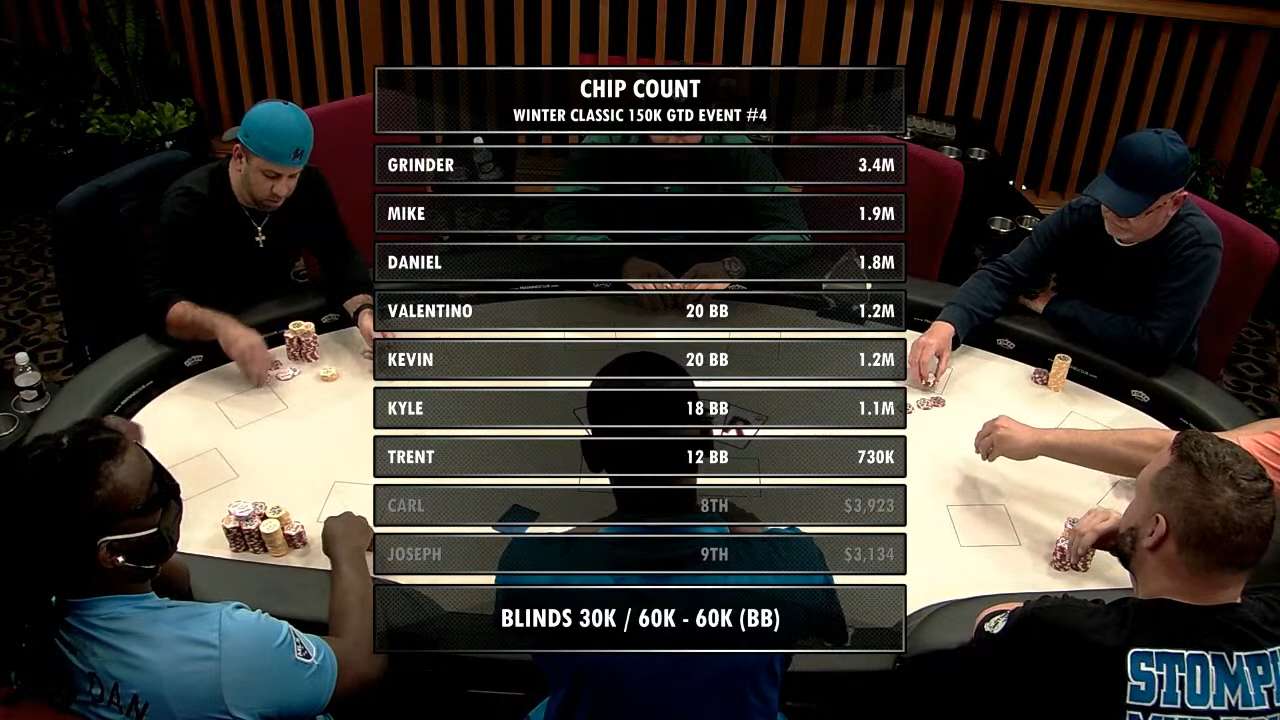 CHIP COUNT
WINTER CLASSIC 150K GTD EVENT #4
GRINDER 3.4M
MIKE 1.9M
DANIEL 1.8M
VALENTINO 20 BB 1.2M
KEVIN 20 BB 1.2M
KYLE 18 BB 1.1M
TRENT 12 BB 730K
CARL 8TH $3,923
JOSEPH 9TH $3,134
BLINDS 30K / 60K - 60K (BB)
DAN
STOMP